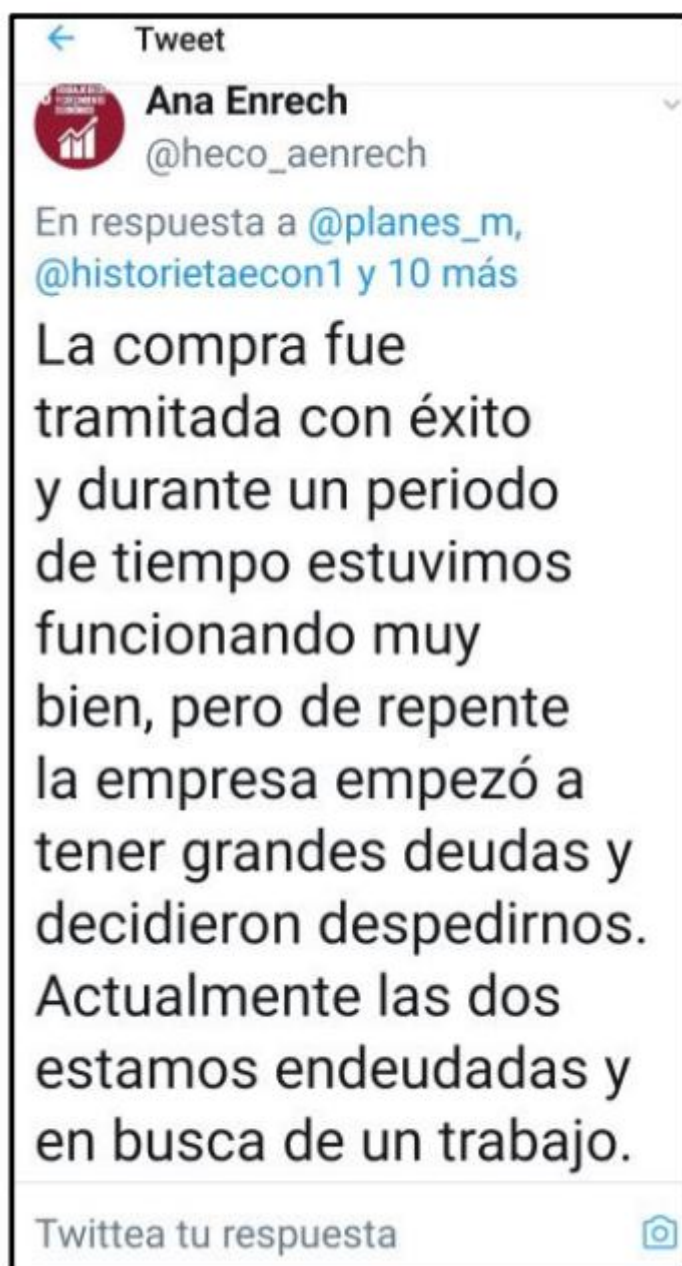 ← Tweet
Ana Enrech
@heco_aenrech
En respuesta a @planes_m,
@historietaecon1 y 10 más
La compra fue
tramitada con éxito
y durante un periodo
de tiempo estuvimos
funcionando muy
bien, pero de repente
la empresa empezó a
tener grandes deudas y
decidieron despedirnos.
Actualmente las dos
estamos endeudadas y
en busca de un trabajo.
Twittea tu respuesta